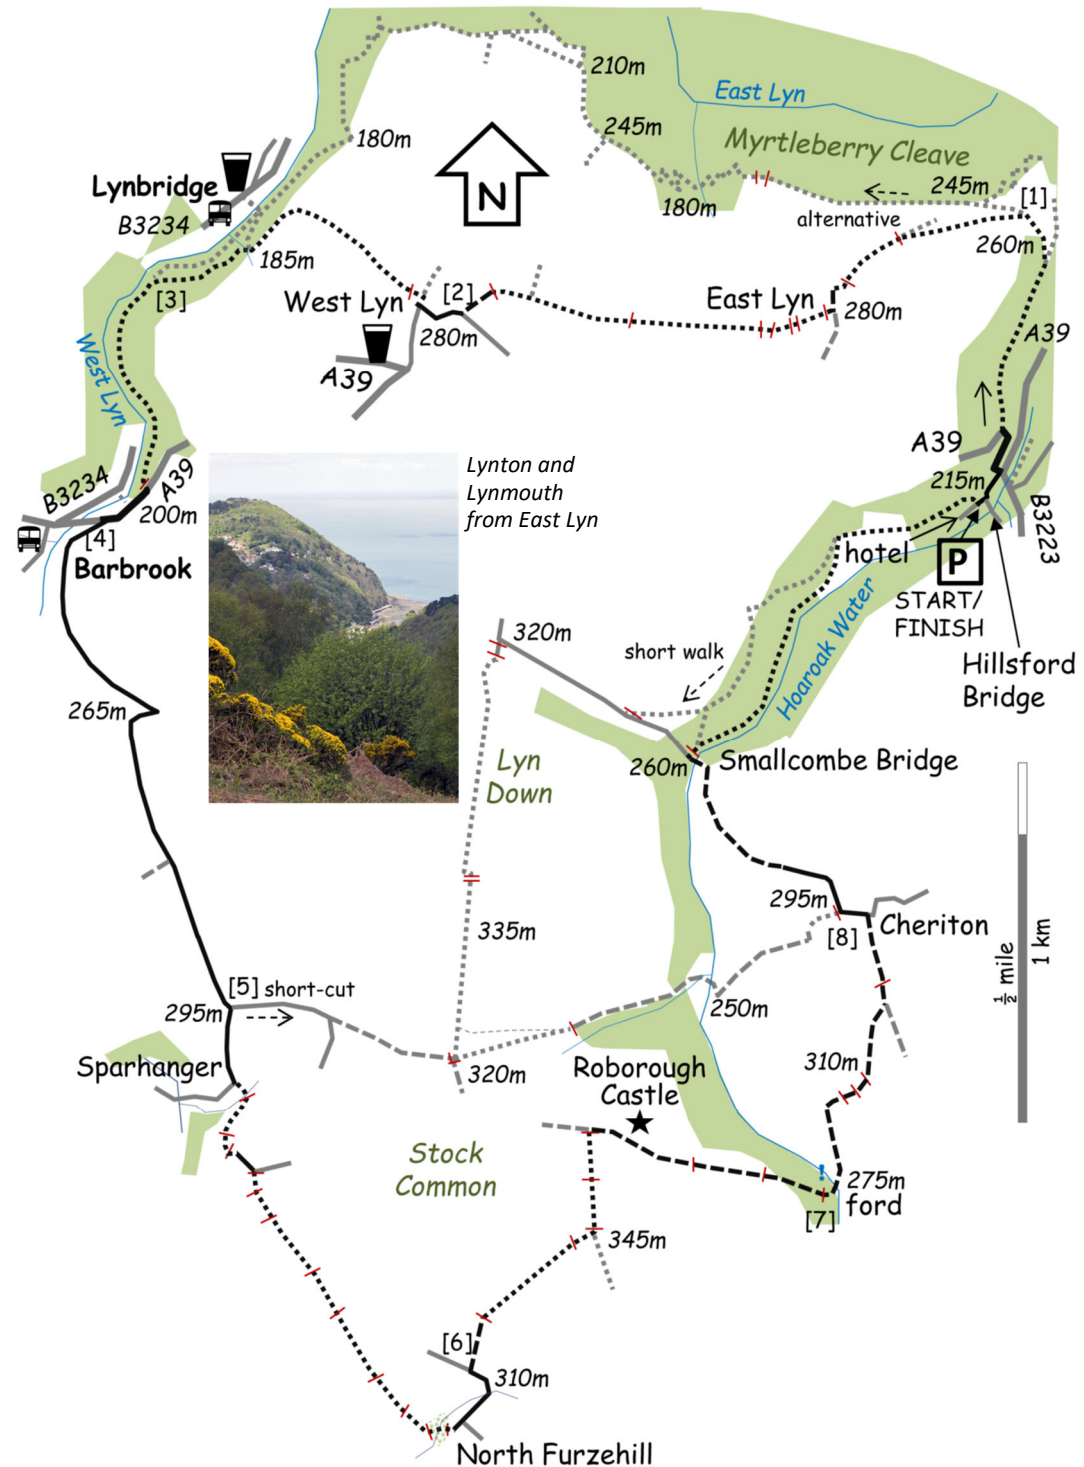 East Lyn
210m
245m
Myrtleberry Cleave
180m
245m
[1]
180m
alternative
260m
Lynbridge
B3234
N
185m
[3]
West Lyn
[2]
280m
East Lyn
280m
A39
West Lyn
A39
A39
215m
B3223
hotel
P
START/
FINISH
Hillsford
Bridge
Hoaroak Water
Lynton and
Lynmouth
from East Lyn
B3234
A39
200m
[4]
Barbrook
320m
short walk
265m
260m
Smallcombe Bridge
Lyn
Down
295m
[8]
Cheriton
335m
½ mile
1 km
[5] short-cut
295m
250m
Sparhanger
320m
310m
Roborough
Castle
Stock
Common
!
275m
ford
[7]
345m
[6]
310m
North Furzehill